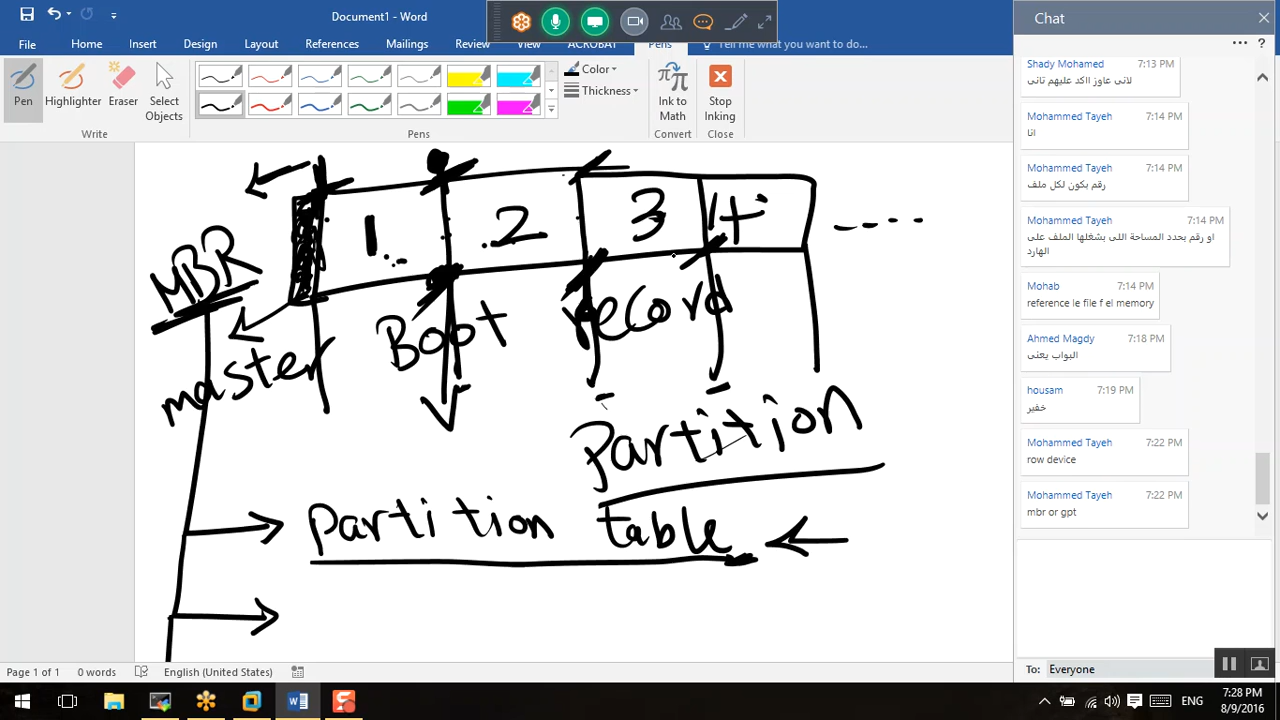 Document1 - Word
File Home Insert Design Layout References Mailings Review View ACROBAT Pens Tell me what you want to do...
Pen
Highlighter
Eraser
Select Objects
Color
Thickness
Ink to Math
Stop Inking
Write
Pens
Convert
Close
1 2 3 4
MBR
master Boot record
Partition
partition table
Chat
Shady Mohamed 7:13 PM
لانى عاوز ااكد عليهم تانى
Mohammed Tayeh 7:14 PM
انا
Mohammed Tayeh 7:14 PM
رقم بكون لكل ملف
Mohammed Tayeh 7:14 PM
او رقم بحدد المساحة اللى بشغلها الملف على
الهارد
Mohab 7:14 PM
reference le file f el memory
Ahmed Magdy 7:18 PM
البواب يعنى
housam 7:19 PM
خفير
Mohammed Tayeh 7:22 PM
row device
Mohammed Tayeh 7:22 PM
mbr or gpt
To: Everyone
Page 1 of 1 0 words English (United States)
ENG
7:28 PM
8/9/2016